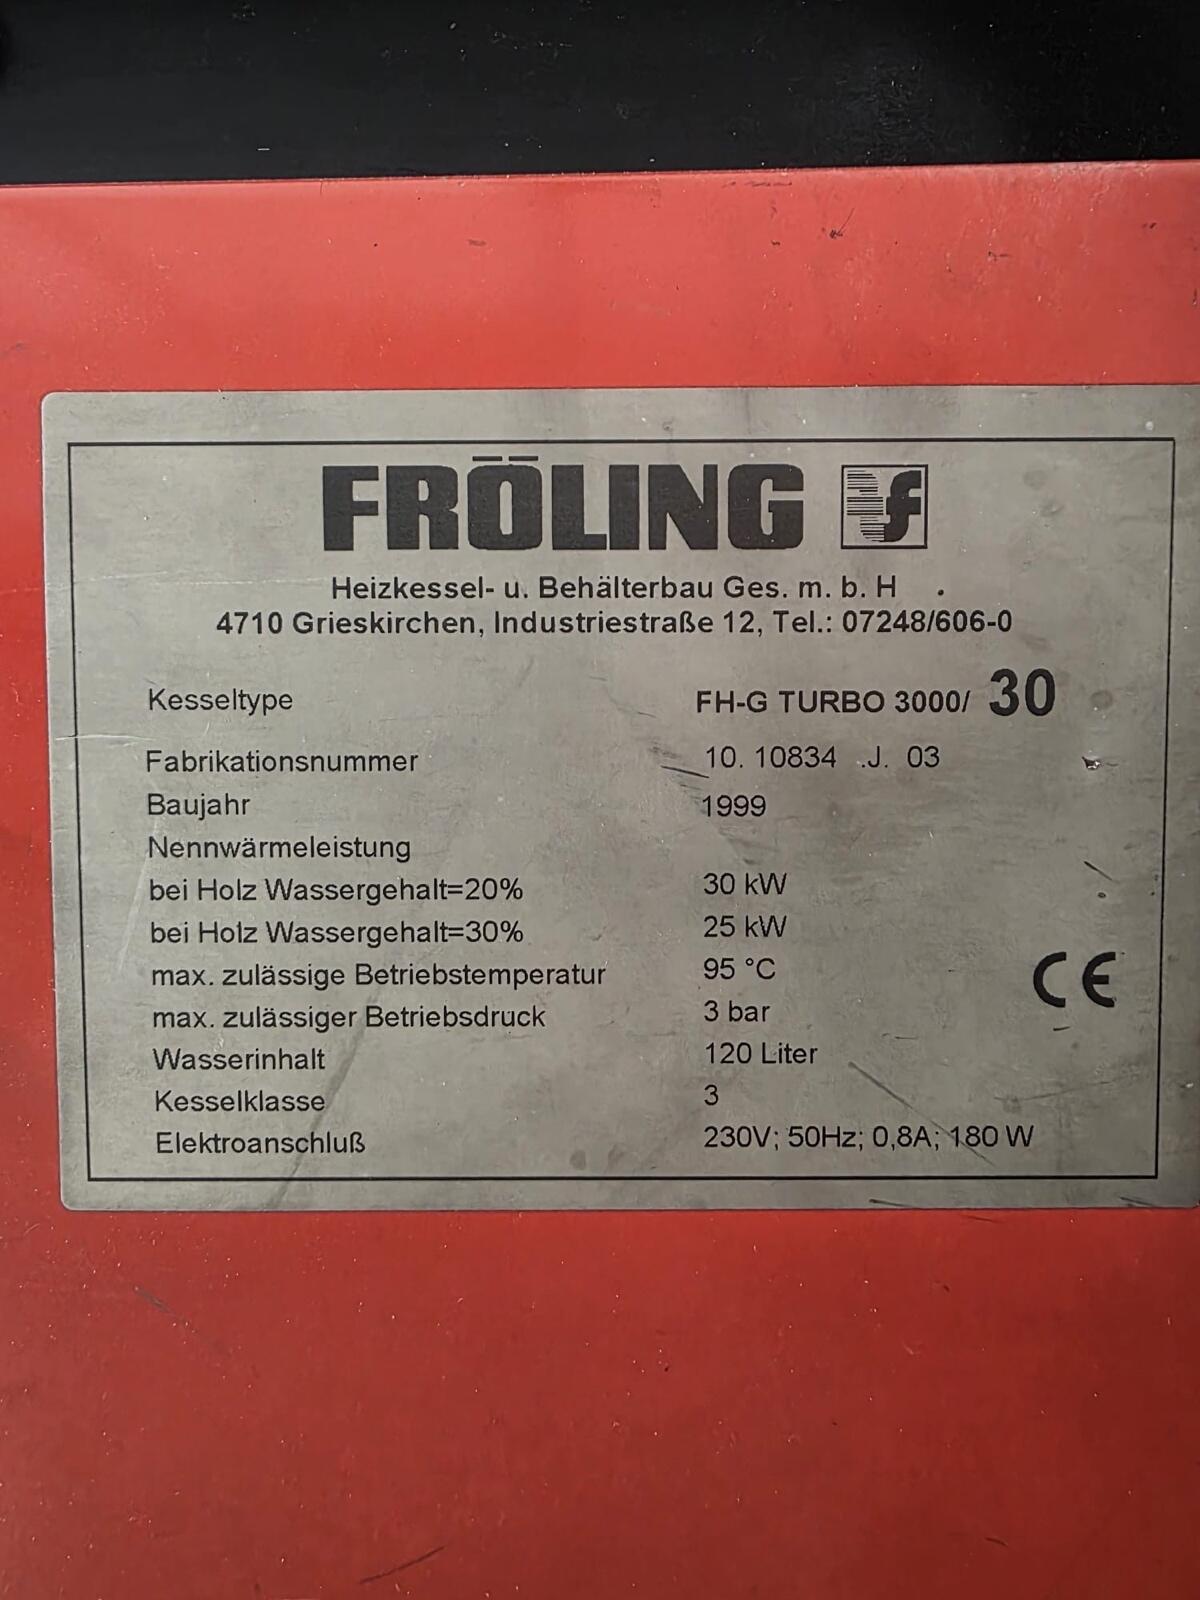 FRÖLING f
Heizkessel- u. Behälterbau Ges. m. b. H .
4710 Grieskirchen, Industriestraße 12, Tel.: 07248/606-0
Kesseltype FH-G TURBO 3000/ 30
Fabrikationsnummer 10. 10834 .J. 03
Baujahr 1999
Nennwärmeleistung
bei Holz Wassergehalt=20% 30 kW
bei Holz Wassergehalt=30% 25 kW
max. zulässige Betriebstemperatur 95 °C
max. zulässiger Betriebsdruck 3 bar
CE
Wasserinhalt 120 Liter
Kesselklasse 3
Elektroanschluß 230V; 50Hz; 0,8A; 180 W